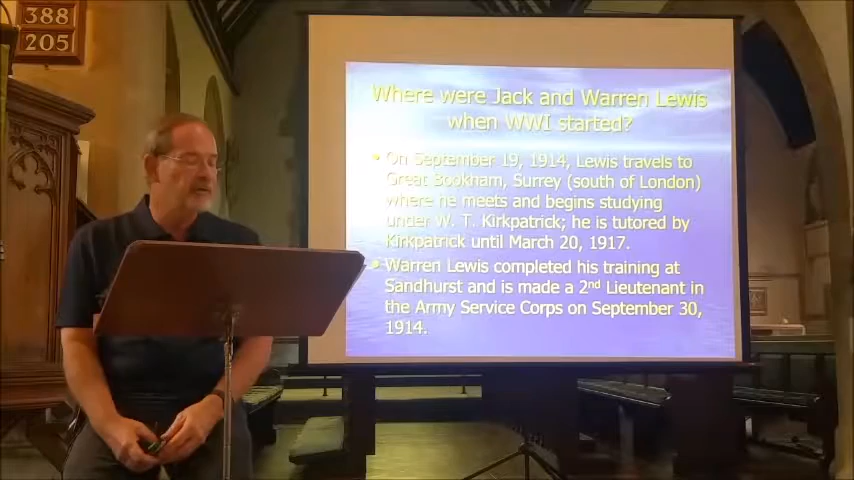 388
205
Where were Jack and Warren Lewis
when WWI started?
• On September 19, 1914, Lewis travels to
Great Bookham, Surrey (south of London)
where he meets and begins studying
under W. T. KIrkpatrick; he is tutored by
Kirkpatrick until March 20, 1917.
• Warren Lewis completed his training at
Sandhurst and is made a 2nd Lieutenant in
the Army Service Corps on September 30,
1914.